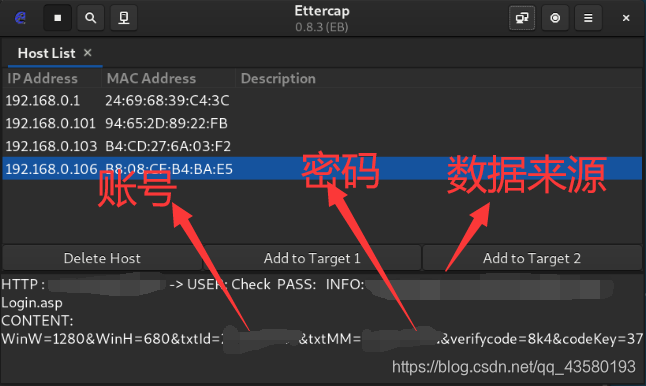 Ettercap
0.8.3 (EB)
Host List ×
IP Address MAC Address Description
192.168.0.1 24:69:68:39:C4:3C
192.168.0.101 94:65:2D:89:22:FB
192.168.0.103 B4:CD:27:6A:03:F2
192.168.0.106 B8:08:CF:B4:BA:E5
账号 密码 数据来源
Delete Host Add to Target 1 Add to Target 2
HTTP : -> USER: Check PASS: INFO:
Login.asp
CONTENT:
WinW=1280&WinH=680&txtId= &txtMM= &verifycode=8k4&codeKey=37
https://blog.csdn.net/qq_43580193